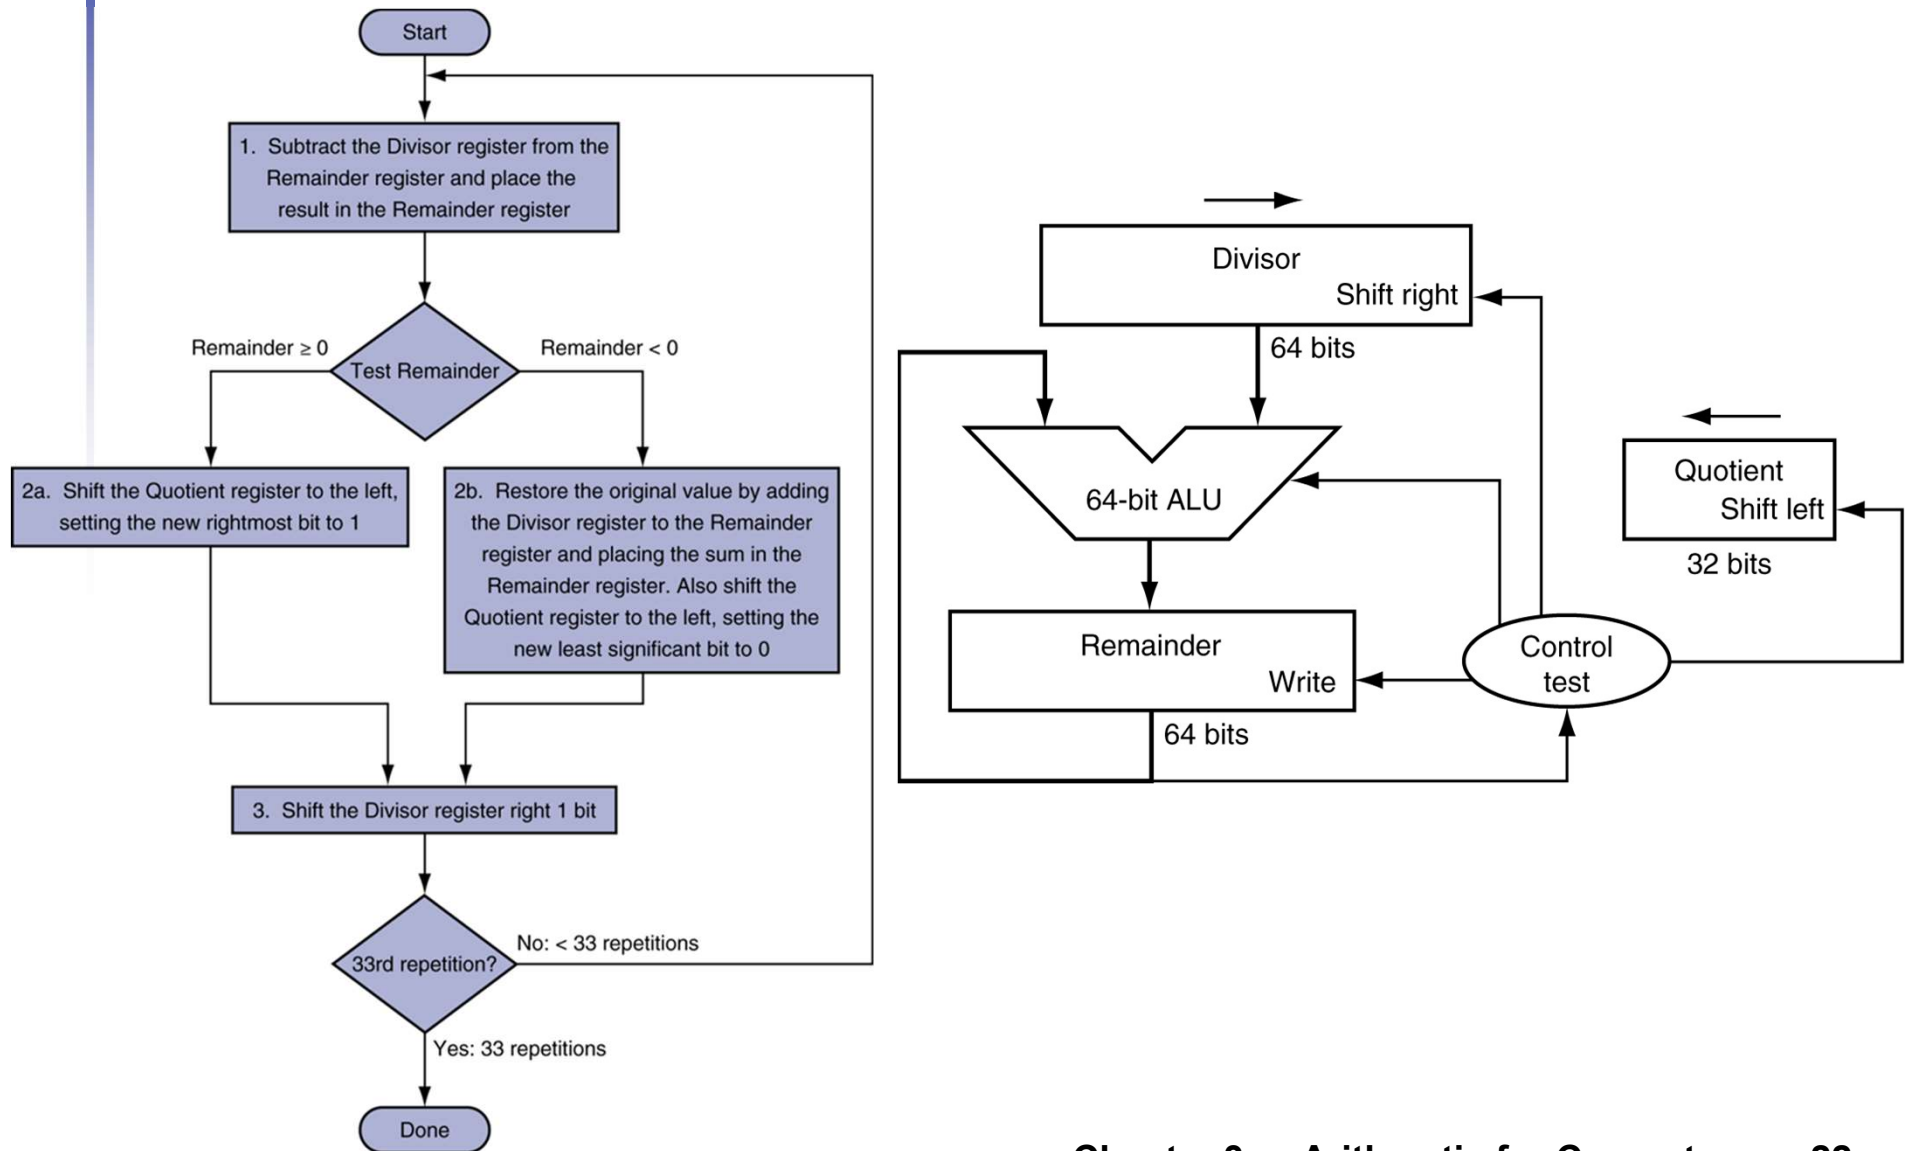 Start
1. Subtract the Divisor register from the
Remainder register and place the
result in the Remainder register
Remainder ≥ 0
Remainder < 0
Test Remainder
2a. Shift the Quotient register to the left,
setting the new rightmost bit to 1
2b. Restore the original value by adding
the Divisor register to the Remainder
register and placing the sum in the
Remainder register. Also shift the
Quotient register to the left, setting the
new least significant bit to 0
3. Shift the Divisor register right 1 bit
No: < 33 repetitions
33rd repetition?
Yes: 33 repetitions
Done
Divisor
Shift right
64 bits
64-bit ALU
Quotient
Shift left
32 bits
Remainder
Write
64 bits
Control
test